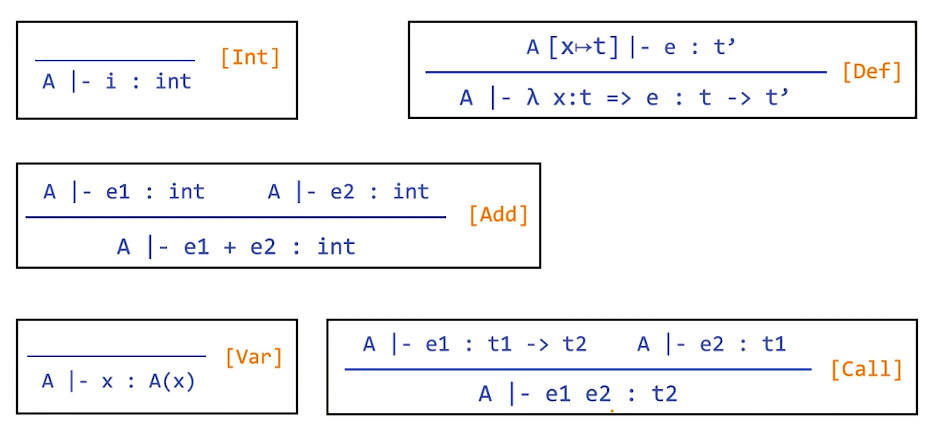 A |- i : int [Int]
A [x↦t] |- e : t’
[Def]
A |- λ x:t => e : t -> t’
A |- e1 : int A |- e2 : int
[Add]
A |- e1 + e2 : int
[Var]
A |- x : A(x)
A |- e1 : t1 -> t2 A |- e2 : t1
[Call]
A |- e1 e2 : t2